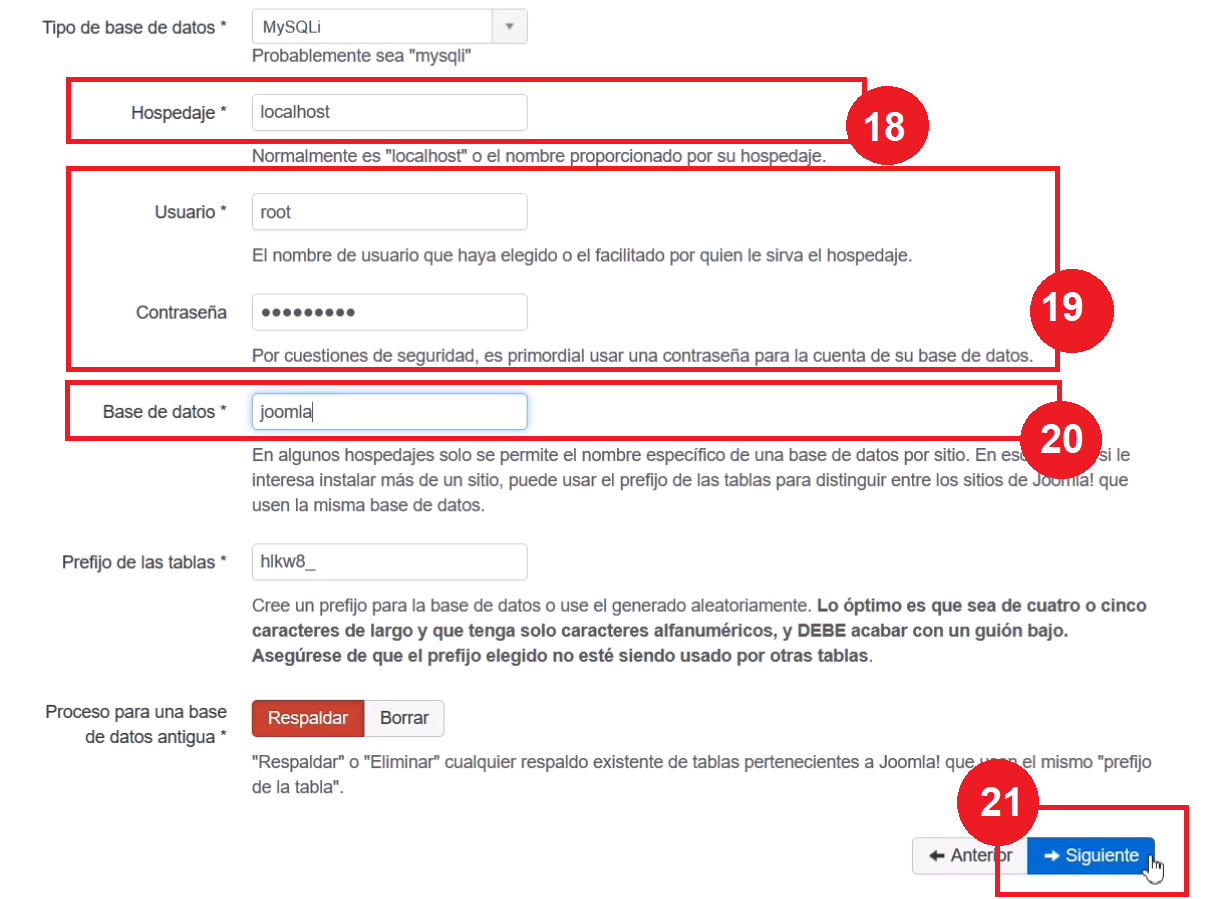 Tipo de base de datos *
MySQLi
Probablemente sea "mysqli"
Hospedaje *
localhost
18
Normalmente es "localhost" o el nombre proporcionado por su hospedaje.
Usuario *
root
El nombre de usuario que haya elegido o el facilitado por quien le sirva el hospedaje.
19
Contraseña
●●●●●●●●●
Por cuestiones de seguridad, es primordial usar una contraseña para la cuenta de su base de datos.
Base de datos *
joomla
20
En algunos hospedajes solo se permite el nombre específico de una base de datos por sitio. En si le
interesa instalar más de un sitio, puede usar el prefijo de las tablas para distinguir entre los sitios de Joomla! que
usen la misma base de datos.
Prefijo de las tablas *
hlkw8_
Cree un prefijo para la base de datos o use el generado aleatoriamente. Lo óptimo es que sea de cuatro o cinco
caracteres de largo y que tenga solo caracteres alfanuméricos, y DEBE acabar con un guión bajo.
Asegúrese de que el prefijo elegido no esté siendo usado por otras tablas.
Proceso para una base
de datos antigua *
Respaldar
Borrar
"Respaldar" o "Eliminar" cualquier respaldo existente de tablas pertenecientes a Joomla! que usen el mismo "prefijo
de la tabla".
21
Anterior
Siguiente